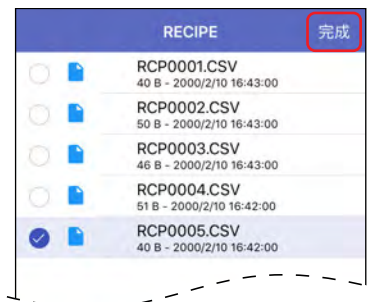 RECIPE 完成
RCP0001.CSV
40 B - 2000/2/10 16:43:00
RCP0002.CSV
50 B - 2000/2/10 16:43:00
RCP0003.CSV
46 B - 2000/2/10 16:43:00
RCP0004.CSV
51 B - 2000/2/10 16:42:00
RCP0005.CSV
40 B - 2000/2/10 16:42:00